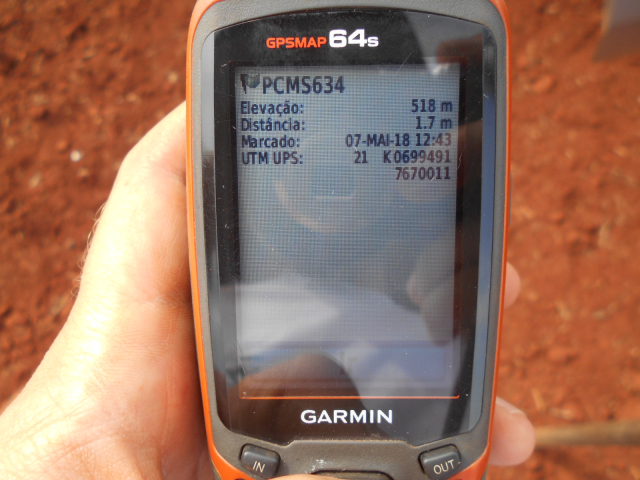 GPSMAP 64s
PCMS634
Elevação: 518 m
Distância: 1.7 m
Marcado: 07-MAI-18 12:43
UTM UPS: 21 K 0699491
7670011
GARMIN
IN OUT